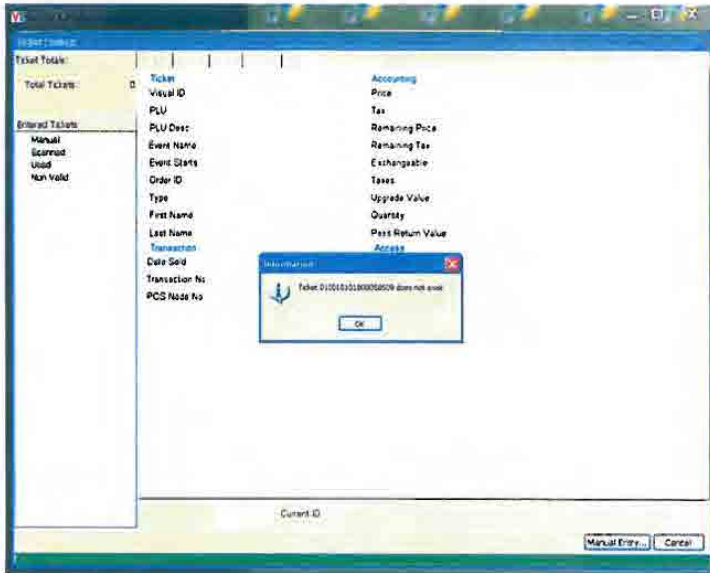 Ticket Totals:
Total Tickets 0
Entered Tickets
Manual
Scanned
Used
Non Valid
Ticket
Visual ID
PLU
PLU Desc
Event Name
Event Starts
Order ID
Type
First Name
Last Name
Transaction
Date Sold
Transaction No
POS Node No
Accounting
Price
Tax
Remaining Price
Remaining Tax
Exchangeable
Taxes
Upgrade Value
Quantity
Pass Return Value
Access
Information
Ticket does not exist
OK
Current ID
Manual Entry...
Cancel